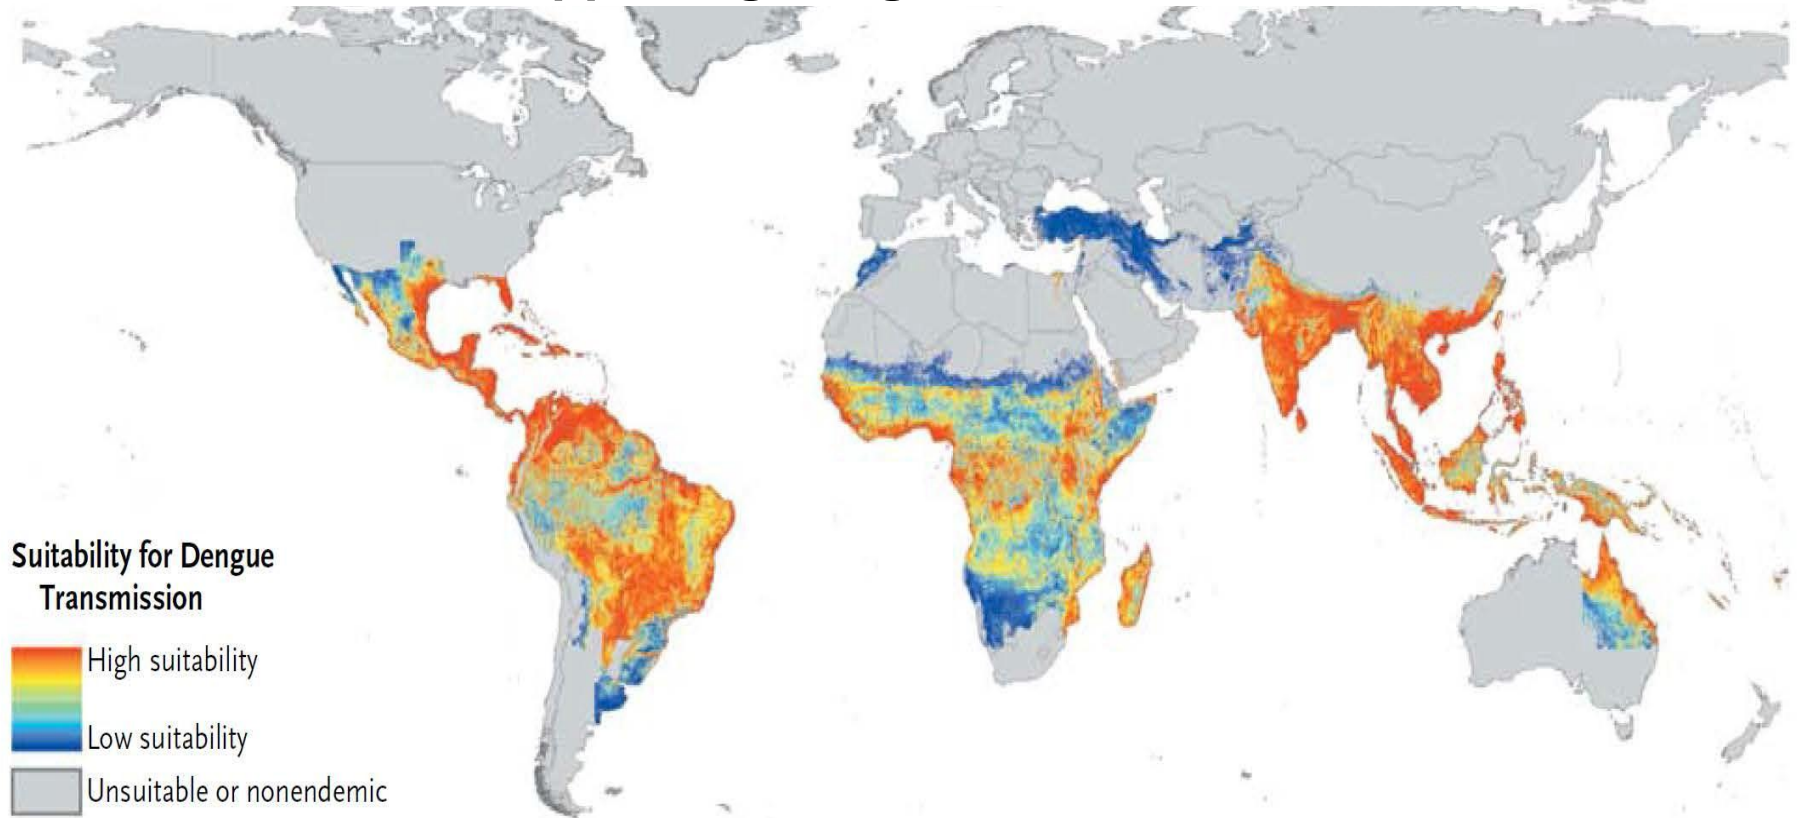 Suitability for Dengue
Transmission
High suitability
Low suitability
Unsuitable or nonendemic